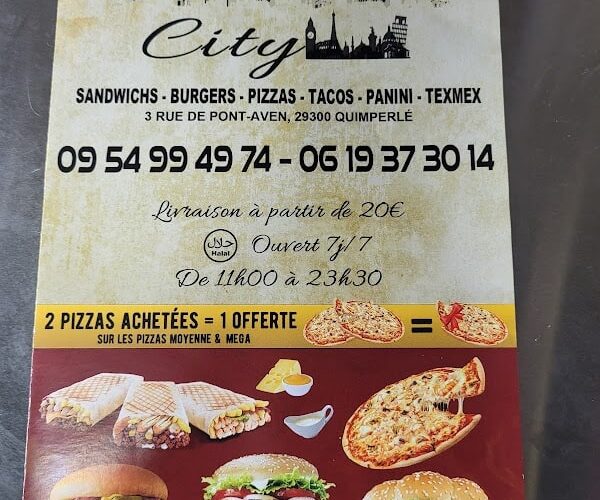 City
SANDWICHS - BURGERS - PIZZAS - TACOS - PANINI - TEXMEX
3 RUE DE PONT-AVEN, 29300 QUIMPERLÉ
09 54 99 49 74 - 06 19 37 30 14
Livraison à partir de 20€
حلال
Halal
Ouvert 7j/7
De 11h00 à 23h30
2 PIZZAS ACHETÉES = 1 OFFERTE
SUR LES PIZZAS MOYENNE & MEGA
=